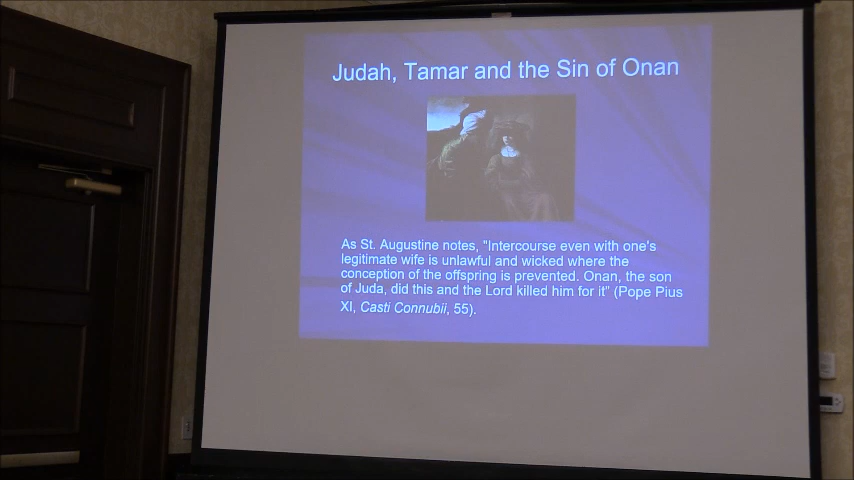 Judah, Tamar and the Sin of Onan
As St. Augustine notes, "Intercourse even with one's
legitimate wife is unlawful and wicked where the
conception of the offspring is prevented. Onan, the son
of Juda, did this and the Lord killed him for it" (Pope Pius
XI, Casti Connubii, 55).